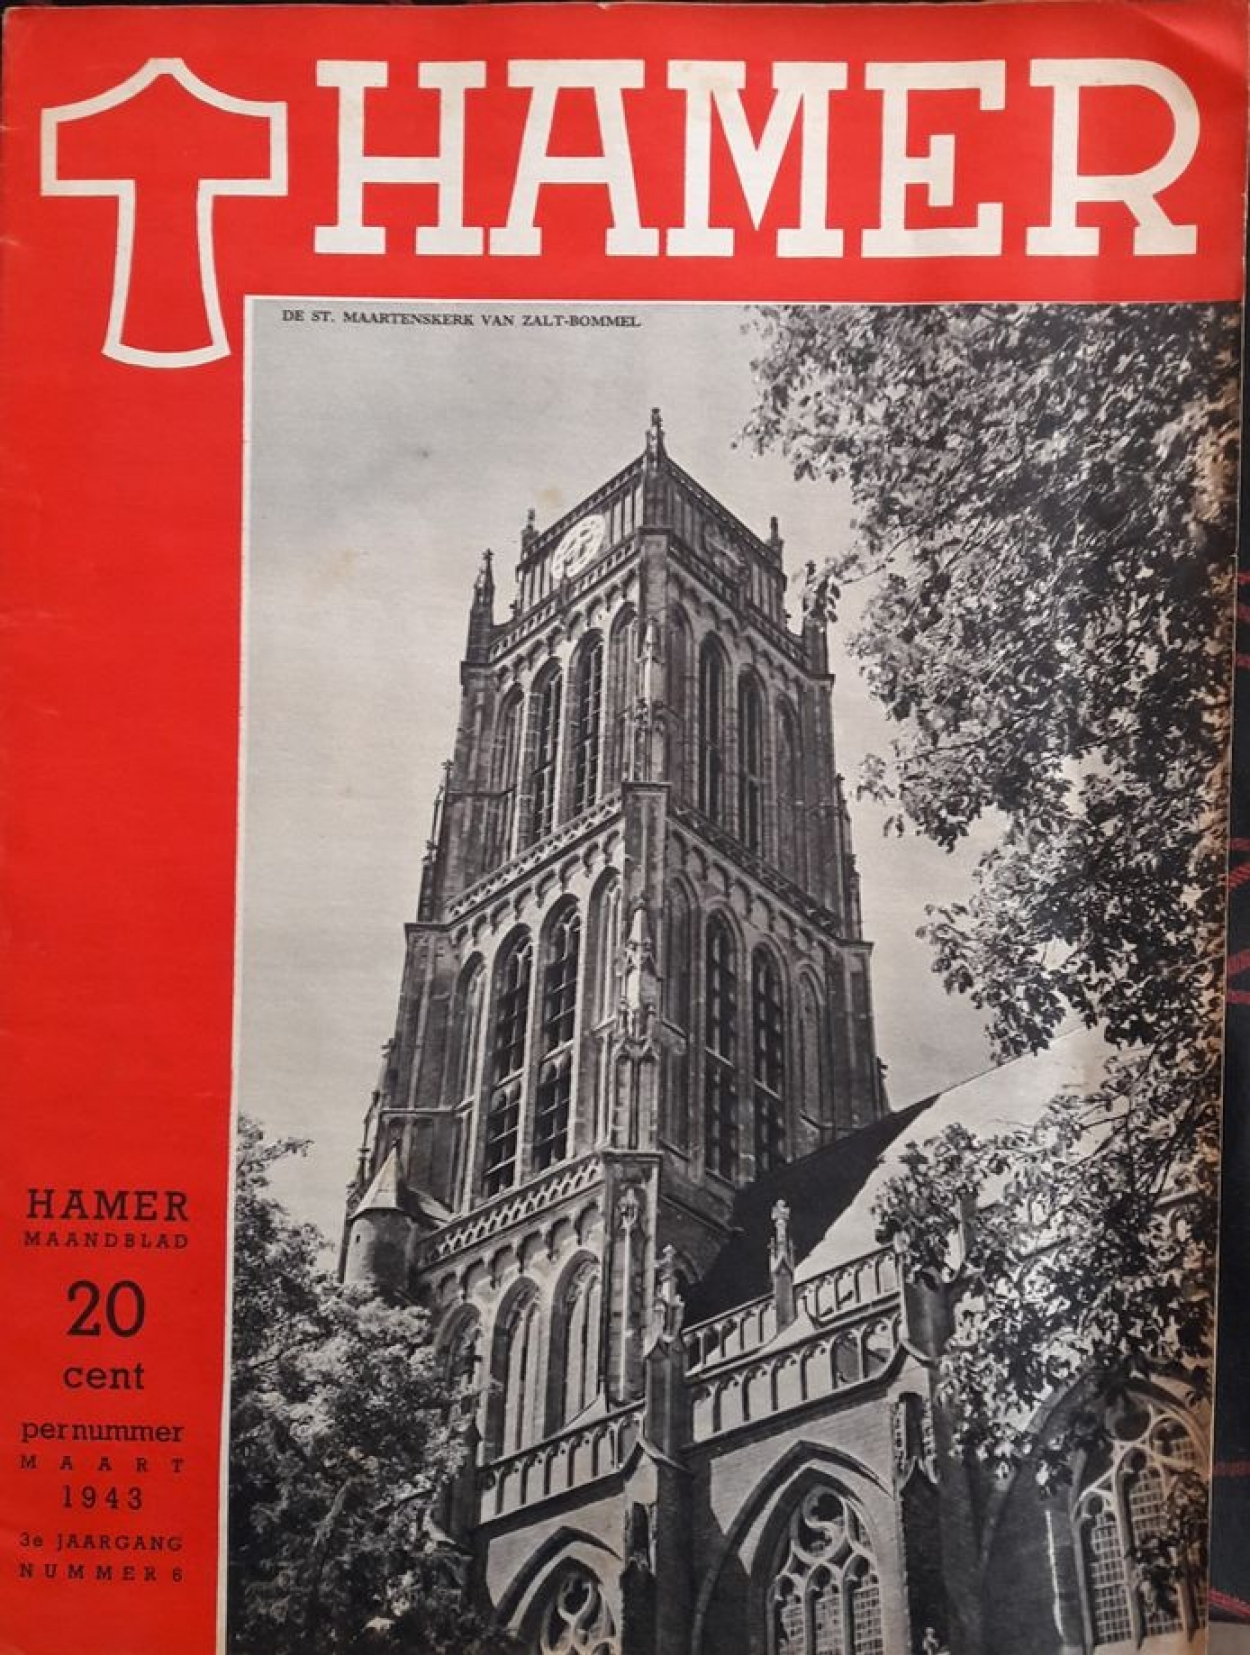 HAMER
DE ST. MAARTENSKERK VAN ZALT-BOMMEL
HAMER
MAANDBLAD
20
cent
per nummer
MAART
1943
3e JAARGANG
NUMMER 6